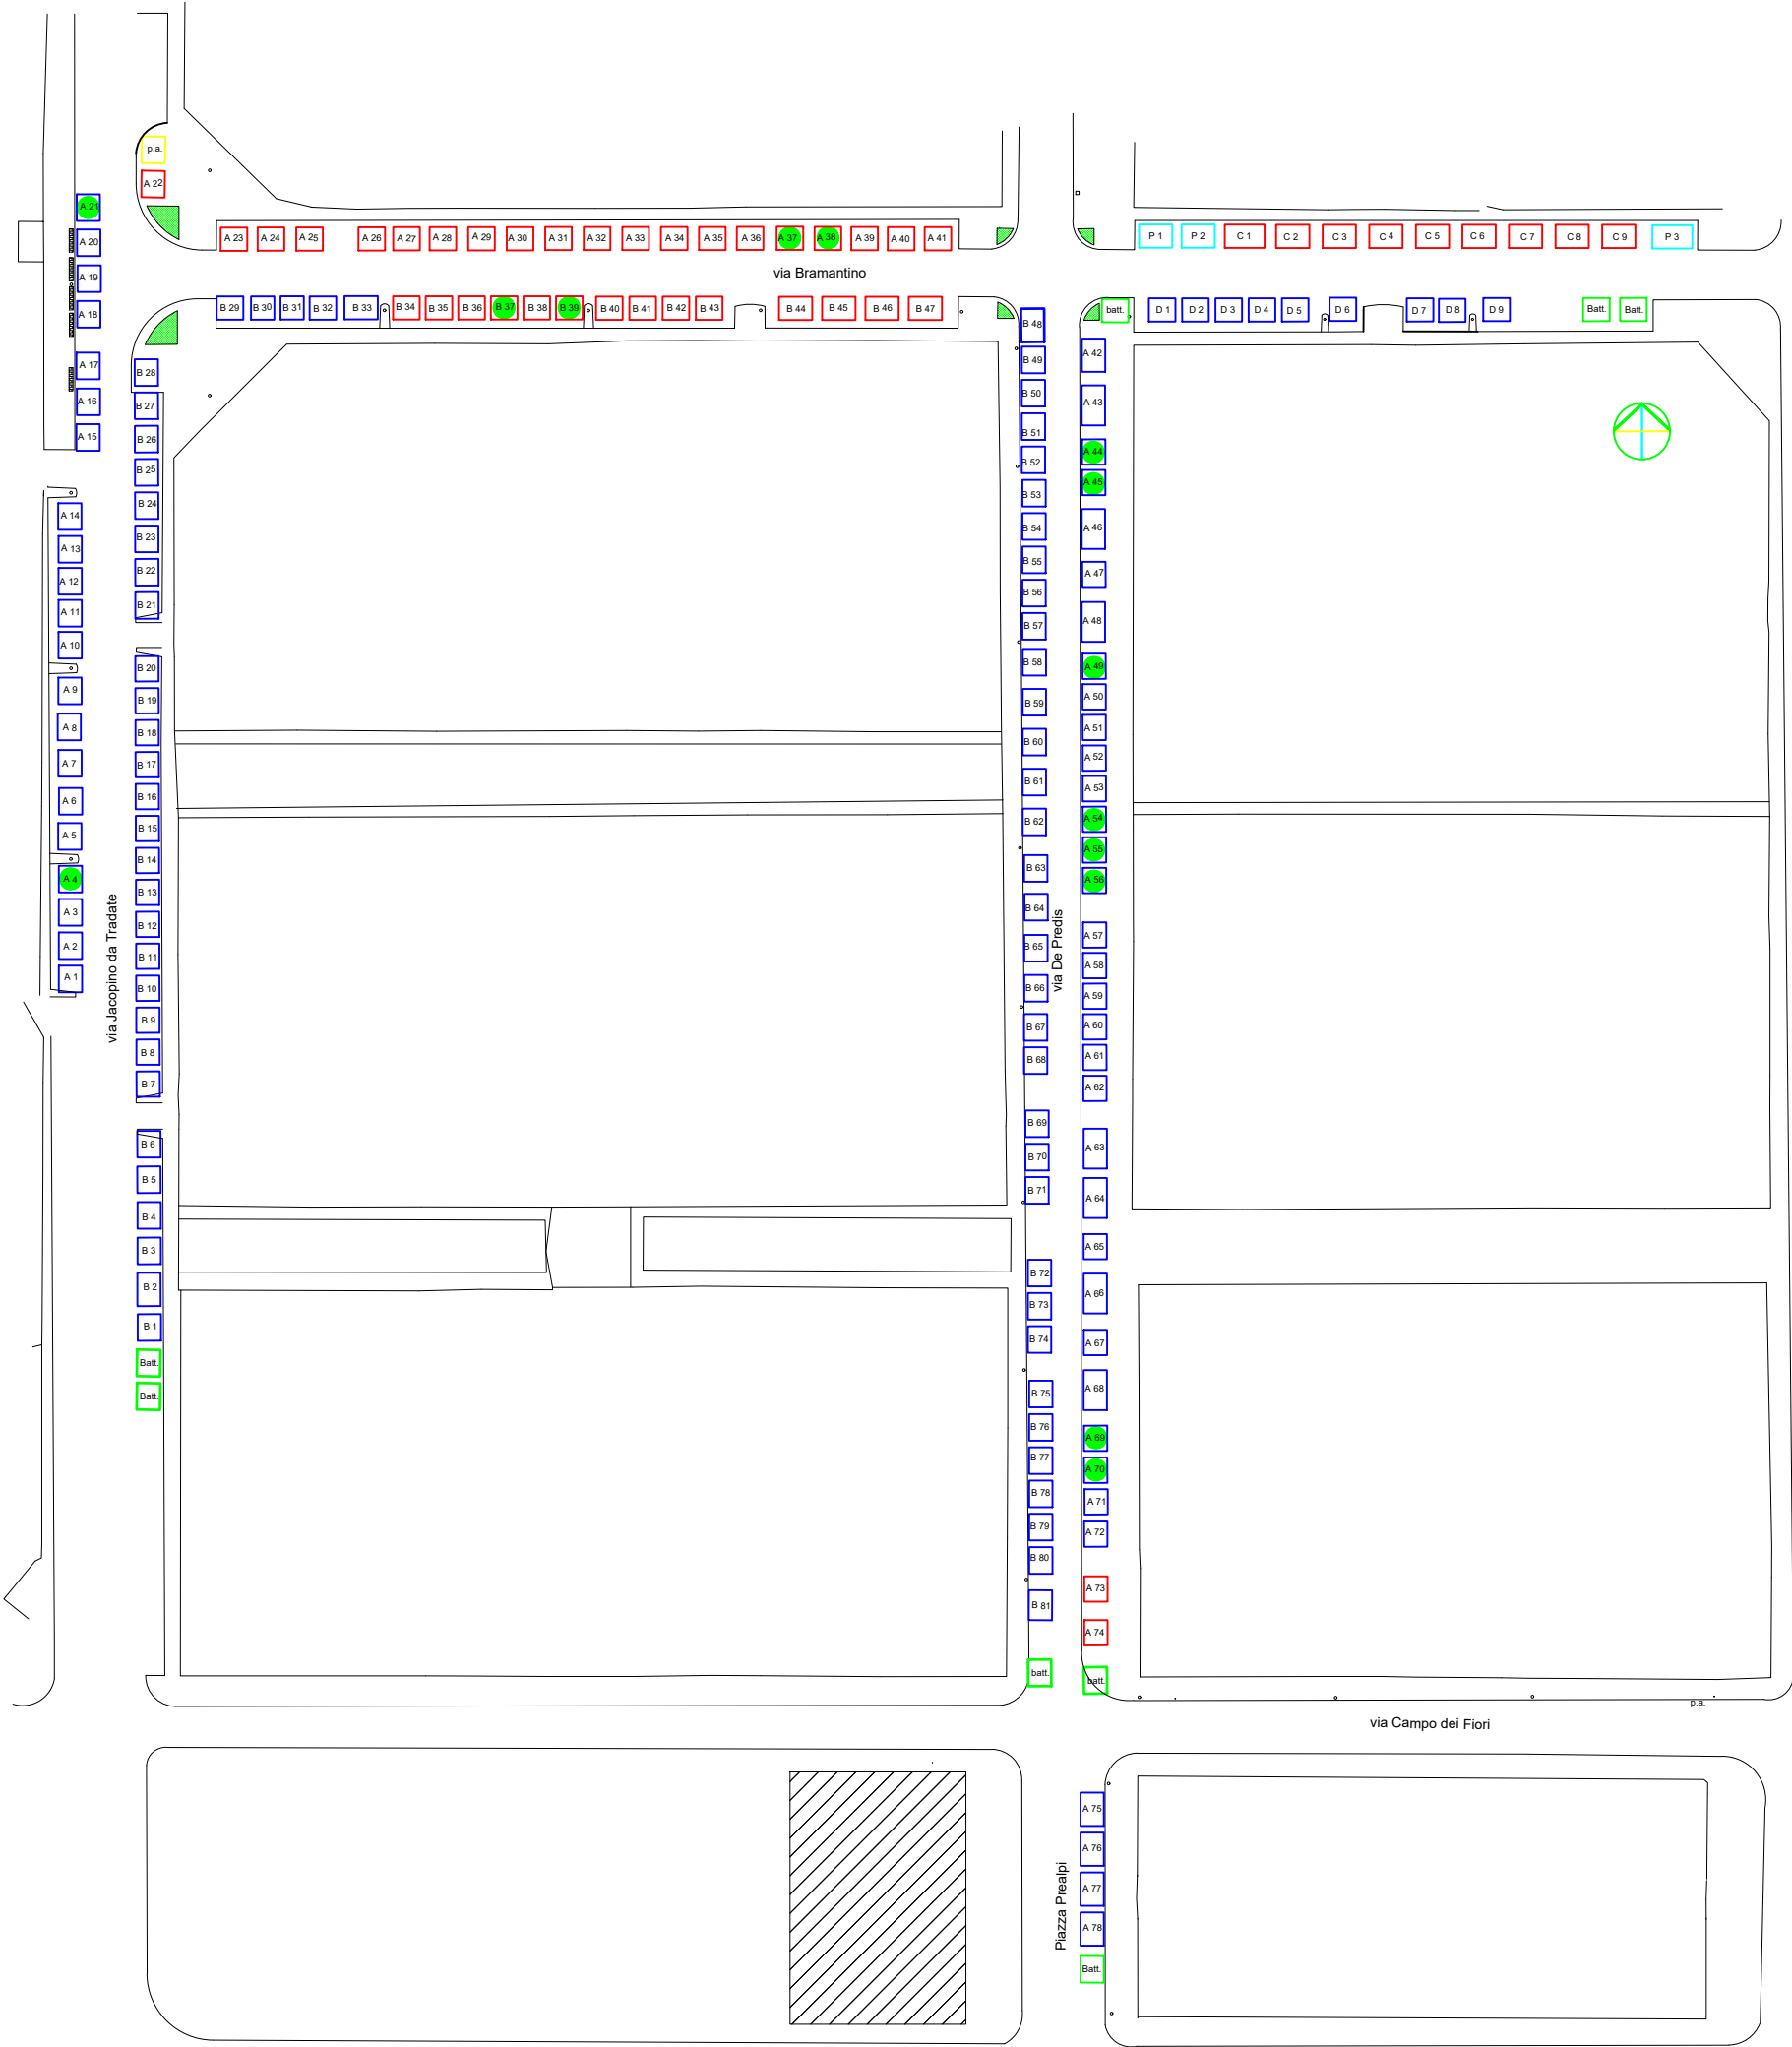 p.a.
A 22
A 21
A 20
A 19
A 18
A 17
A 16
A 15
A 14
A 13
A 12
A 11
A 10
A 9
A 8
A 7
A 6
A 5
A 4
A 3
A 2
A 1
via Jacopino da Tradate
A 23
A 24
A 25
A 26
A 27
A 28
A 29
A 30
A 31
A 32
A 33
A 34
A 35
A 36
A 37
A 38
A 39
A 40
A 41
P 1
P 2
C 1
C 2
C 3
C 4
C 5
C 6
C 7
C 8
C 9
P 3
via Bramantino
B 29
B 30
B 31
B 32
B 33
B 34
B 35
B 36
B 37
B 38
B 39
B 40
B 41
B 42
B 43
B 44
B 45
B 46
B 47
batt.
D 1
D 2
D 3
D 4
D 5
D 6
D 7
D 8
D 9
Batt.
Batt.
B 28
B 27
B 26
B 25
B 24
B 23
B 22
B 21
B 20
B 19
B 18
B 17
B 16
B 15
B 14
B 13
B 12
B 11
B 10
B 9
B 8
B 7
B 6
B 5
B 4
B 3
B 2
B 1
Batt.
Batt.
B 48
B 49
B 50
B 51
B 52
B 53
B 54
B 55
B 56
B 57
B 58
B 59
B 60
B 61
B 62
B 63
B 64
B 65
B 66
B 67
B 68
B 69
B 70
B 71
B 72
B 73
B 74
B 75
B 76
B 77
B 78
B 79
B 80
B 81
batt.
via De Predis
A 42
A 43
A 44
A 45
A 46
A 47
A 48
A 49
A 50
A 51
A 52
A 53
A 54
A 55
A 56
A 57
A 58
A 59
A 60
A 61
A 62
A 63
A 64
A 65
A 66
A 67
A 68
A 69
A 70
A 71
A 72
A 73
A 74
batt.
p.a.
via Campo dei Fiori
Piazza Prealpi
A 75
A 76
A 77
A 78
Batt.